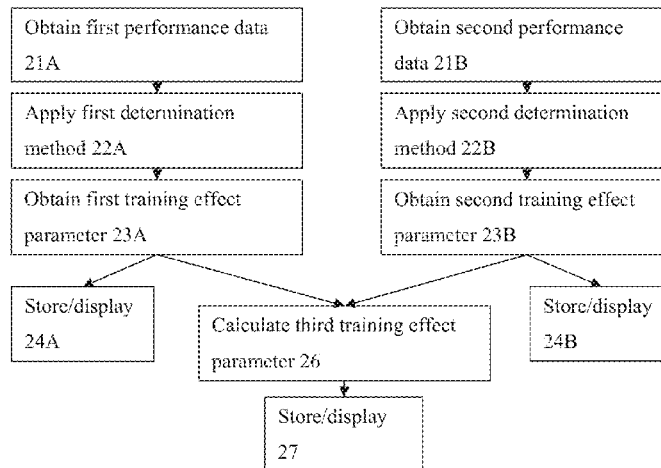 Obtain first performance data
21A
Obtain second performance
data 21B
Apply first determination
method 22A
Apply second determination
method 22B
Obtain first training effect
parameter 23A
Obtain second training effect
parameter 23B
Store/display
24A
Calculate third training effect
parameter 26
Store/display
24B
Store/display
27